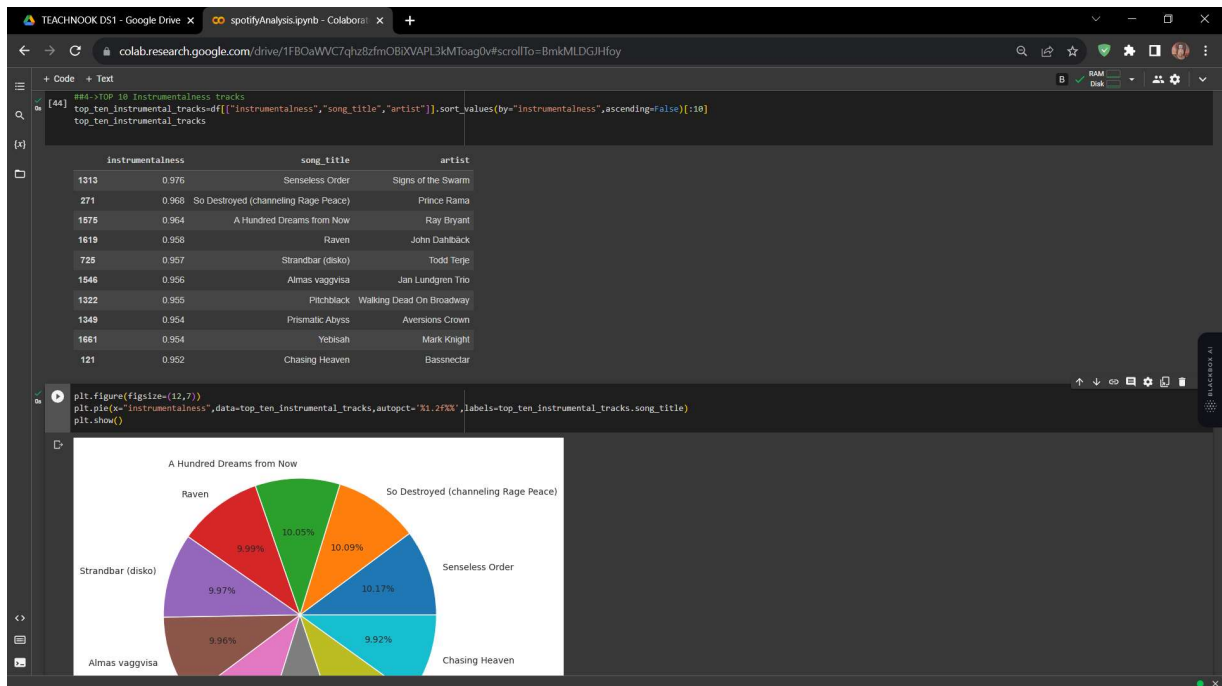 TEACHNOOK DS1 - Google Drive
spotifyAnalysis.ipynb - Colaborat
colab.research.google.com/drive/1FBOaWVC7qhz8zfmOBiXVAPL3kMToag0v#scrollTo=BmkMLDGJHfoy
+ Code + Text
B RAM
Disk
[44] ##4->TOP 10 Instrumentalness tracks
0s top_ten_instrumental_tracks=df[["instrumentalness","song_title","artist"]].sort_values(by="instrumentalness",ascending=False)[:10]
top_ten_instrumental_tracks
{x}
instrumentalness song_title artist
1313 0.976 Senseless Order Signs of the Swarm
271 0.968 So Destroyed (channeling Rage Peace) Prince Rama
1575 0.964 A Hundred Dreams from Now Ray Bryant
1619 0.958 Raven John Dahlbäck
725 0.957 Strandbar (disko) Todd Terje
1546 0.956 Almas vaggvisa Jan Lundgren Trio
1322 0.955 Pitchblack Walking Dead On Broadway
1349 0.954 Prismatic Abyss Aversions Crown
1661 0.954 Yebisah Mark Knight
121 0.952 Chasing Heaven Bassnectar
BLACKBOX AI
0s plt.figure(figsize=(12,7))
plt.pie(x="instrumentalness",data=top_ten_instrumental_tracks,autopct='%1.2f%%',labels=top_ten_instrumental_tracks.song_title)
plt.show()
A Hundred Dreams from Now
Raven
So Destroyed (channeling Rage Peace)
10.05%
9.99%
10.09%
Strandbar (disko)
Senseless Order
9.97%
10.17%
9.96%
9.92%
Almas vaggvisa
Chasing Heaven